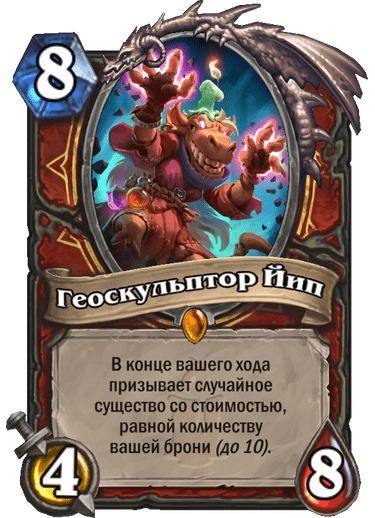 8
Геоскульптор Йип
В конце вашего хода
призывает случайное
существо со стоимостью,
равной количеству
вашей брони (до 10).
4
8